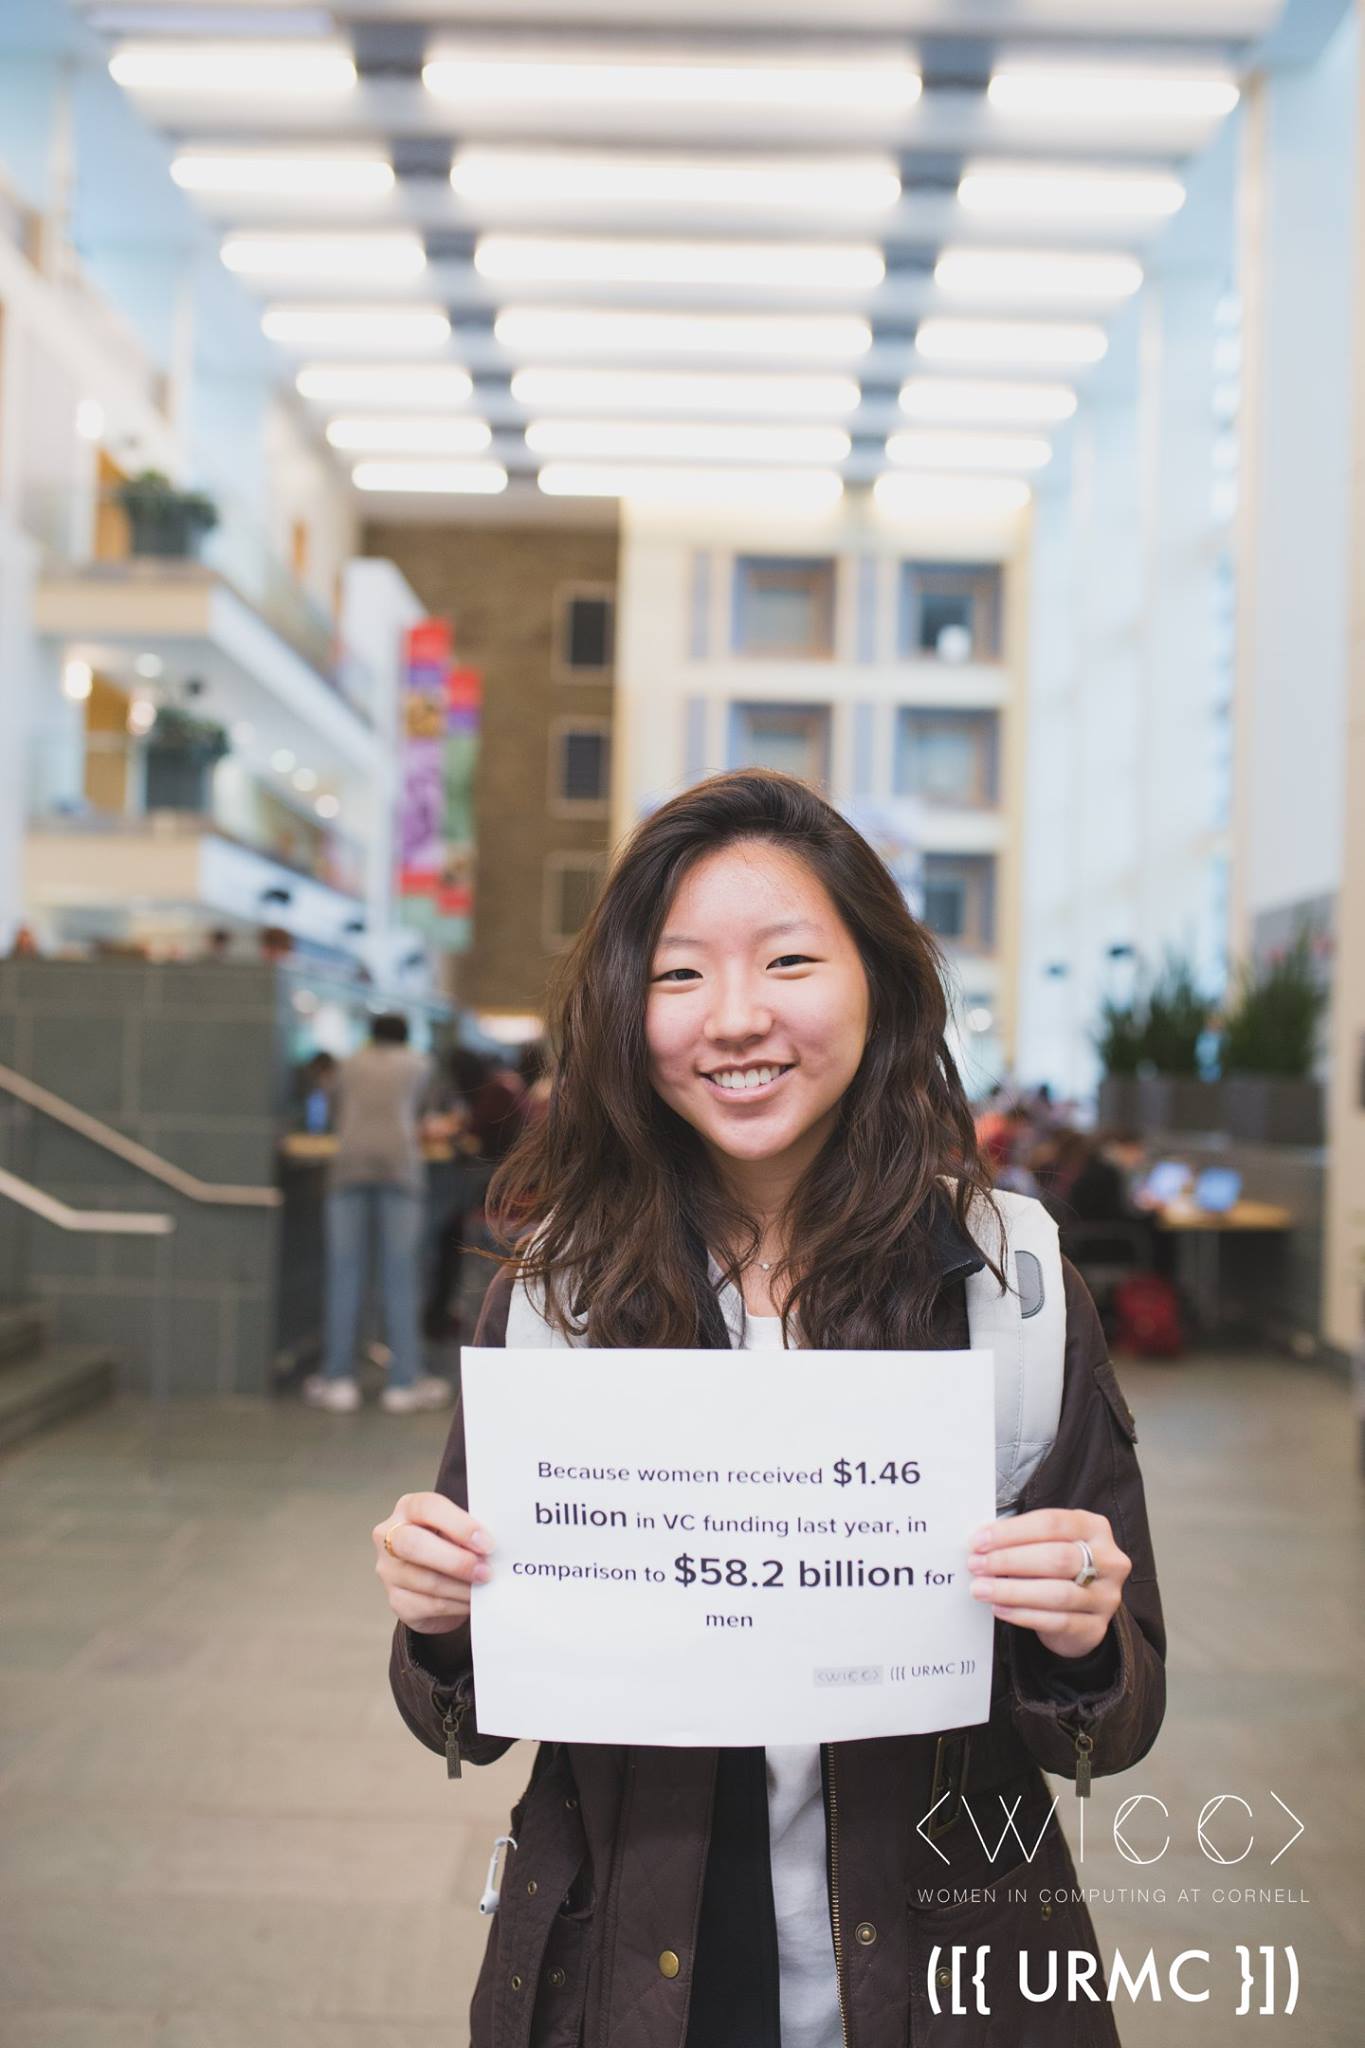 Because women received $1.46
billion in VC funding last year, in
comparison to $58.2 billion for
men
<WICC> ([{ URMC }])
<WICC>
WOMEN IN COMPUTING AT CORNELL
([{ URMC }])